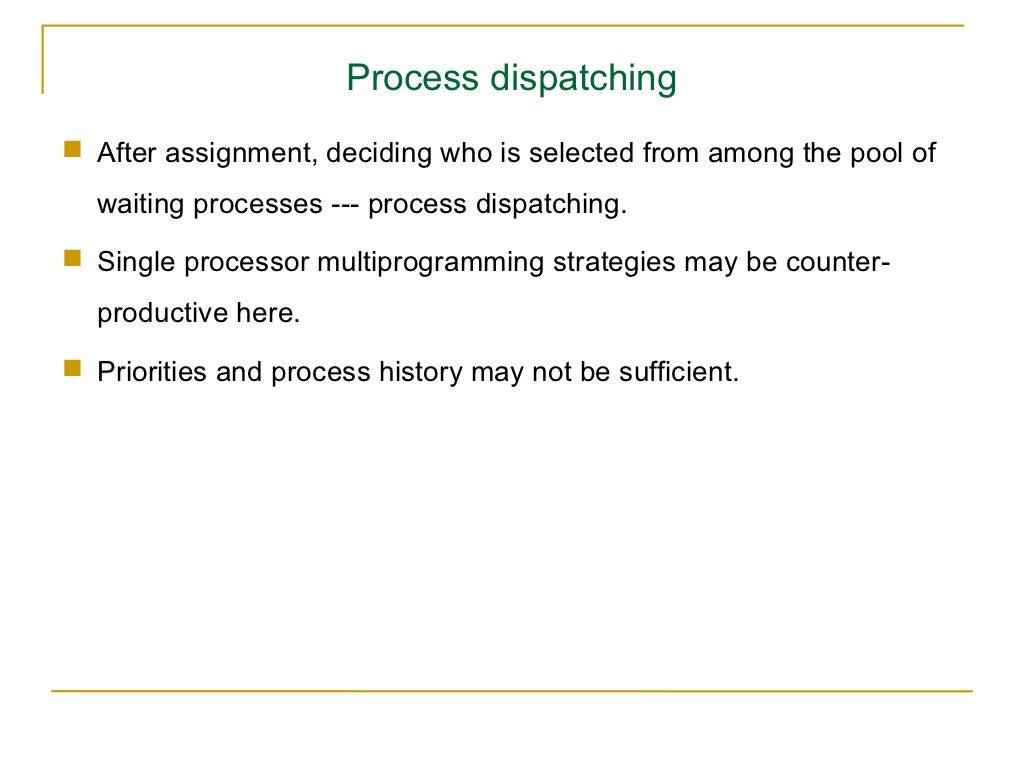 Process dispatching
After assignment, deciding who is selected from among the pool of
waiting processes --- process dispatching.
Single processor multiprogramming strategies may be counter-
productive here.
Priorities and process history may not be sufficient.